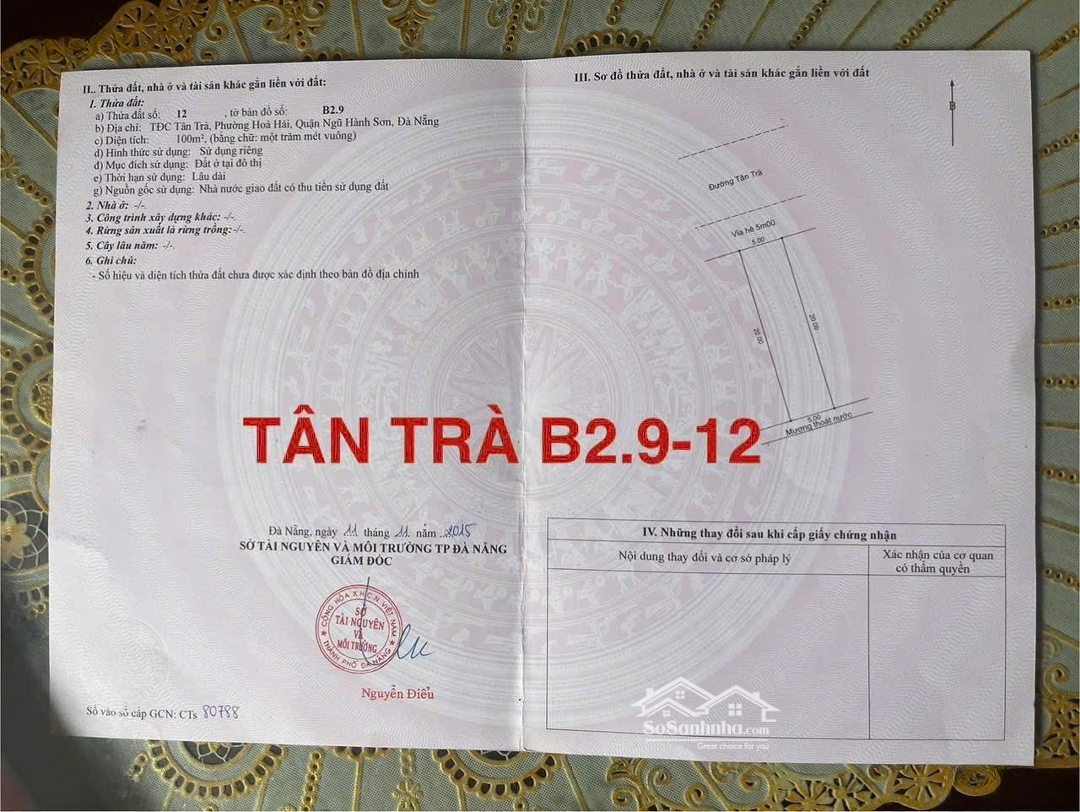 II.. Thửa đất, nhà ở và tài sản khác gắn liền với đất:
1. Thửa đất:
a) Thửa đất số: 12 , tờ bản đồ số: B2.9
b) Địa chỉ: TĐC Tân Trà, Phường Hoà Hải, Quận Ngũ Hành Sơn, Đà Nẵng
c) Diện tích: 100m², (bằng chữ: một trăm mét vuông)
d) Hình thức sử dụng: Sử dụng riêng
đ) Mục đích sử dụng: Đất ở tại đô thị
e) Thời hạn sử dụng: Lâu dài
g) Nguồn gốc sử dụng: Nhà nước giao đất có thu tiền sử dụng đất
2. Nhà ở: -/-
3. Công trình xây dựng khác: -/-.
4. Rừng sản xuất là rừng trồng: -/-.
5. Cây lâu năm: -/-.
6. Ghi chú:
- Số hiệu và diện tích thửa đất chưa được xác định theo bản đồ địa chính
TÂN TRÀ B2.9-12
Đà Nẵng, ngày 11 tháng 11 năm 2015
SỞ TÀI NGUYÊN VÀ MÔI TRƯỜNG TP ĐÀ NẴNG
GIÁM ĐỐC
CỘNG HÒA X.H.C.N VIỆT NAM
SỞ
TÀI NGUYÊN
VÀ
MÔI TRƯỜNG
THÀNH PHỐ ĐÀ NẴNG
Nguyễn Điểu
Số vào sổ cấp GCN: CTs 80788
III. Sơ đồ thửa đất, nhà ở và tài sản khác gắn liền với đất
B
Đường Tân Trà
Vỉa hè 5m00
5.00
20.00
20.00
5.00
Mương thoát nước
IV. Những thay đổi sau khi cấp giấy chứng nhận
Nội dung thay đổi và cơ sở pháp lý
Xác nhận của cơ quan
có thẩm quyền
SoSanhnha.com
Great choice for you